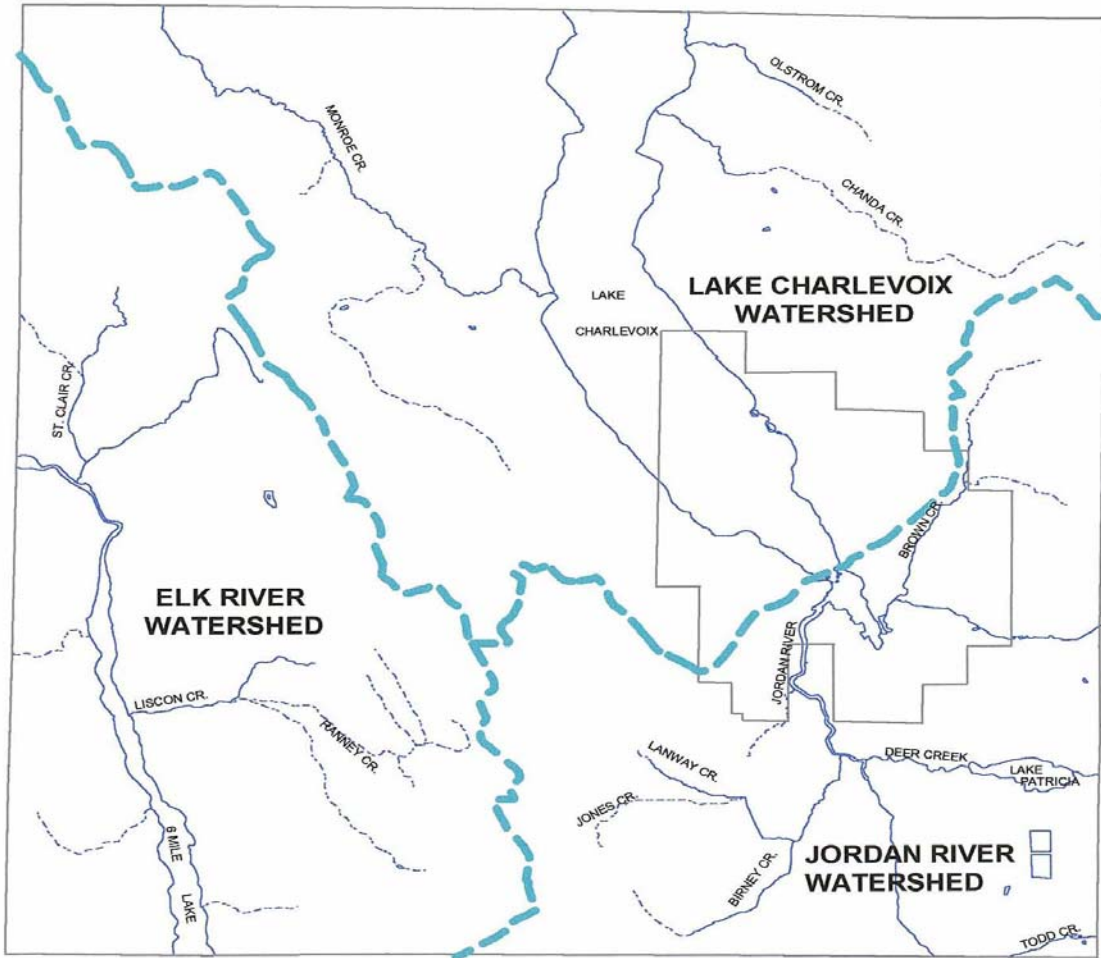 OLSTROM CR.
MONROE CR.
CHANDA CR.
LAKE CHARLEVOIX
WATERSHED
LAKE
CHARLEVOIX
ST. CLAIR CR.
BROWN CR.
ELK RIVER
WATERSHED
JORDAN RIVER
LISCON CR.
RANNEY CR.
LANWAY CR.
DEER CREEK
LAKE
PATRICIA
JONES CR.
6 MILE
LAKE
JORDAN RIVER
WATERSHED
BIRNEY CR.
TODD CR.